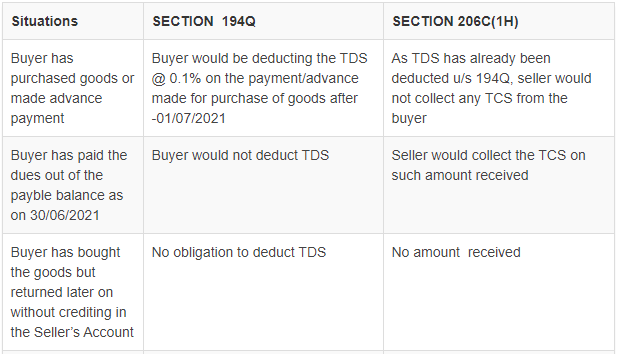 Situations
SECTION 194Q
SECTION 206C(1H)
Buyer has
purchased goods or
made advance
payment
Buyer would be deducting the TDS
@ 0.1% on the payment/advance
made for purchase of goods after
-01/07/2021
As TDS has already been
deducted u/s 194Q, seller would
not collect any TCS from the
buyer
Buyer has paid the
dues out of the
payble balance as
on 30/06/2021
Buyer would not deduct TDS
Seller would collect the TCS on
such amount received
Buyer has bought
the goods but
returned later on
without crediting in
the Seller's Account
No obligation to deduct TDS
No amount received